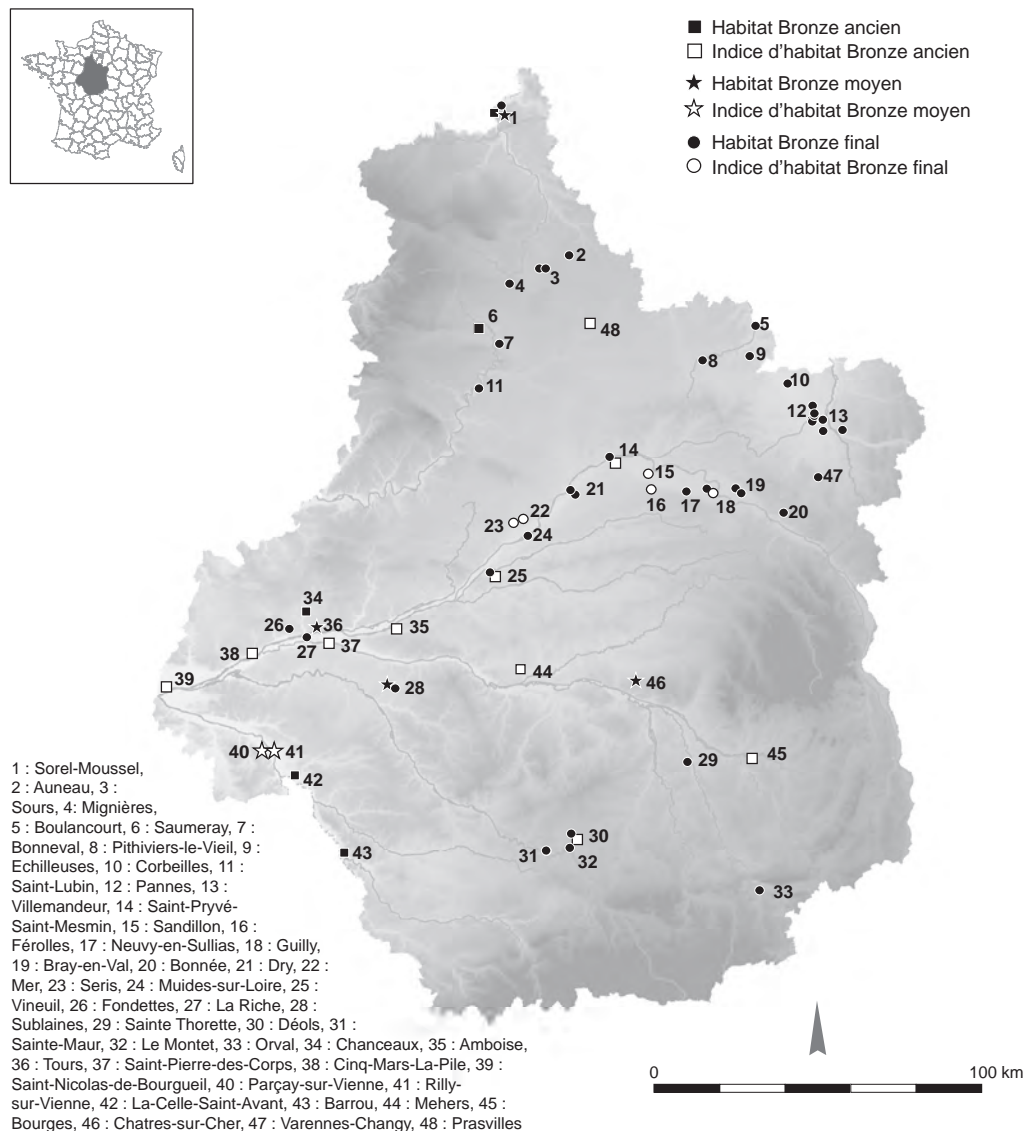 Habitat Bronze ancien
Indice d'habitat Bronze ancien
Habitat Bronze moyen
Indice d'habitat Bronze moyen
Habitat Bronze final
Indice d'habitat Bronze final
1
2
3
4
5
6
48
7
8
9
10
11
12
13
14
15
47
16
17
18
19
20
21
22
23
24
25
34
26
36
35
27
37
38
39
28
44
46
40
41
42
29
45
43
30
31
32
33
1 : Sorel-Moussel,
2 : Auneau, 3 :
Sours, 4: Mignières,
5 : Boulancourt, 6 : Saumeray, 7 :
Bonneval, 8 : Pithiviers-le-Vieil, 9 :
Echilleuses, 10 : Corbeilles, 11 :
Saint-Lubin, 12 : Pannes, 13 :
Villemandeur, 14 : Saint-Pryvé-
Saint-Mesmin, 15 : Sandillon, 16 :
Férolles, 17 : Neuvy-en-Sullias, 18 : Guilly,
19 : Bray-en-Val, 20 : Bonnée, 21 : Dry, 22 :
Mer, 23 : Seris, 24 : Muides-sur-Loire, 25 :
Vineuil, 26 : Fondettes, 27 : La Riche, 28 :
Sublaines, 29 : Sainte Thorette, 30 : Déols, 31 :
Sainte-Maur, 32 : Le Montet, 33 : Orval, 34 : Chanceaux, 35 : Amboise,
36 : Tours, 37 : Saint-Pierre-des-Corps, 38 : Cinq-Mars-La-Pile, 39 :
Saint-Nicolas-de-Bourgueil, 40 : Parçay-sur-Vienne, 41 : Rilly-
sur-Vienne, 42 : La-Celle-Saint-Avant, 43 : Barrou, 44 : Mehers, 45 :
Bourges, 46 : Chatres-sur-Cher, 47 : Varennes-Changy, 48 : Prasvilles
0 100 km